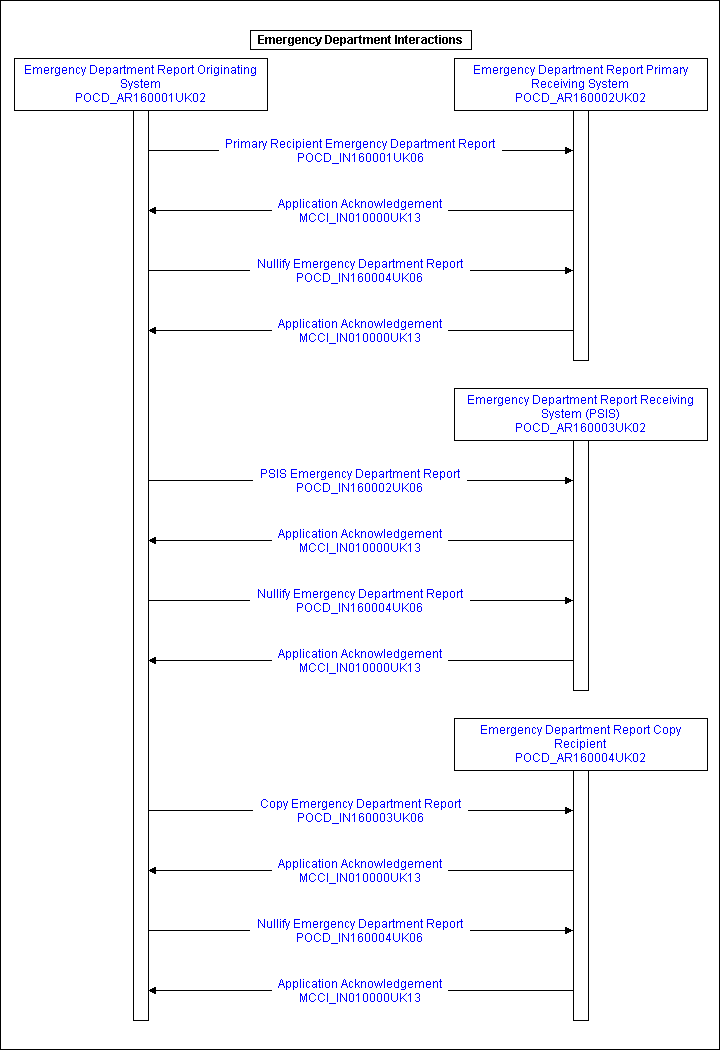 Emergency Department Interactions
Emergency Department Report Originating
System
POCD_AR160001UK02
Emergency Department Report Primary
Receiving System
POCD_AR160002UK02
Primary Recipient Emergency Department Report
POCD_IN160001UK06
Application Acknowledgement
MCCI_IN010000UK13
Nullify Emergency Department Report
POCD_IN160004UK06
Application Acknowledgement
MCCI_IN010000UK13
Emergency Department Report Receiving
System (PSIS)
POCD_AR160003UK02
PSIS Emergency Department Report
POCD_IN160002UK06
Application Acknowledgement
MCCI_IN010000UK13
Nullify Emergency Department Report
POCD_IN160004UK06
Application Acknowledgement
MCCI_IN010000UK13
Emergency Department Report Copy
Recipient
POCD_AR160004UK02
Copy Emergency Department Report
POCD_IN160003UK06
Application Acknowledgement
MCCI_IN010000UK13
Nullify Emergency Department Report
POCD_IN160004UK06
Application Acknowledgement
MCCI_IN010000UK13